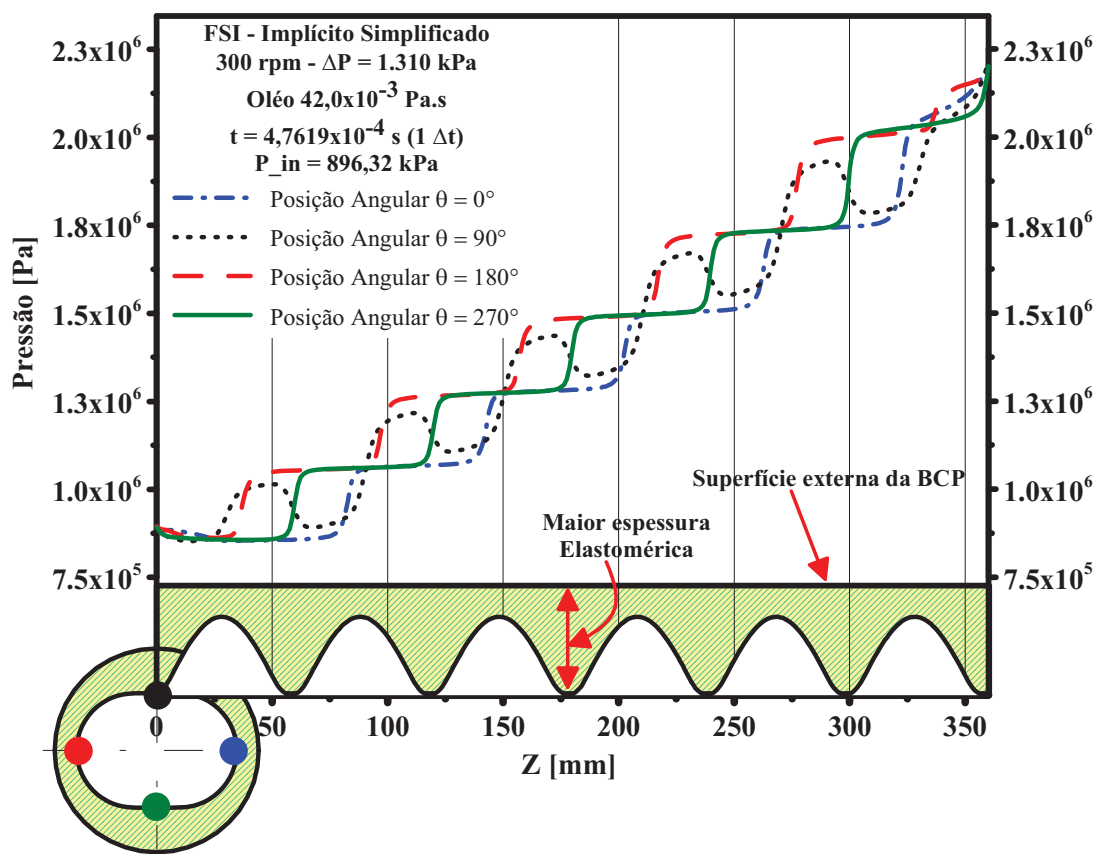 FSI - Implícito Simplificado
300 rpm - ΔP = 1.310 kPa
Oléo 42,0x10⁻³ Pa.s
t = 4,7619x10⁻⁴ s (1 Δt)
P_in = 896,32 kPa
Posição Angular θ = 0°
Posição Angular θ = 90°
Posição Angular θ = 180°
Posição Angular θ = 270°
Pressão [Pa]
2.3x10⁶
2.0x10⁶
1.8x10⁶
1.5x10⁶
1.3x10⁶
1.0x10⁶
7.5x10⁵
2.3x10⁶
2.0x10⁶
1.8x10⁶
1.5x10⁶
1.3x10⁶
1.0x10⁶
7.5x10⁵
Superfície externa da BCP
Maior espessura
Elastomérica
0 50 100 150 200 250 300 350
Z [mm]